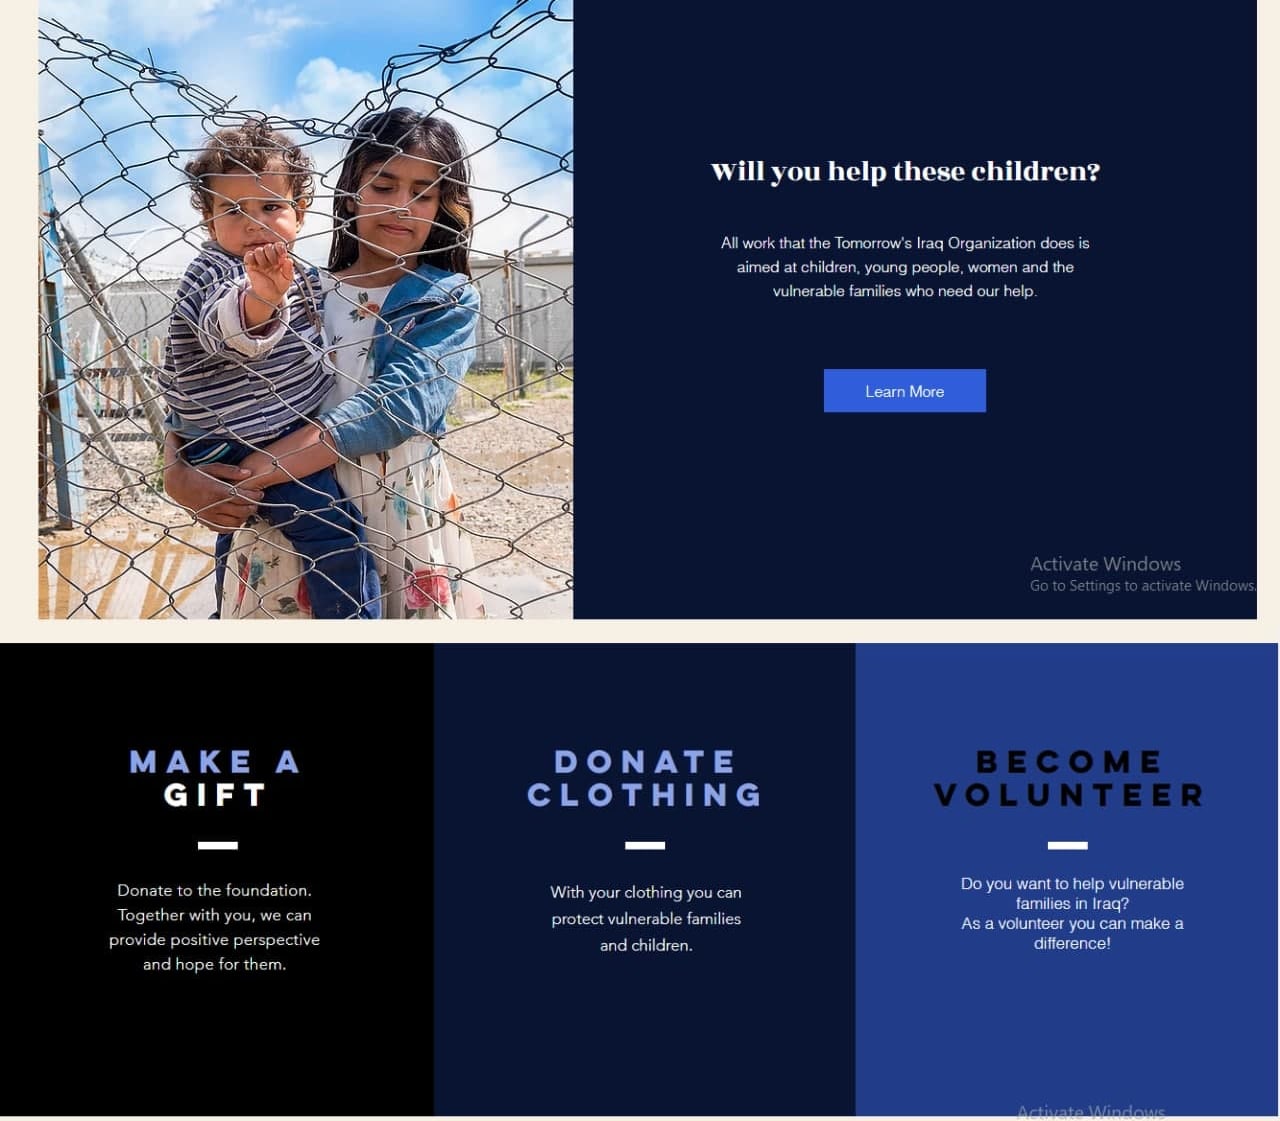 Will you help these children?
All work that the Tomorrow's Iraq Organization does is
aimed at children, young people, women and the
vulnerable families who need our help.
Learn More
Activate Windows
Go to Settings to activate Windows.
MAKE A
GIFT
Donate to the foundation.
Together with you, we can
provide positive perspective
and hope for them.
DONATE
CLOTHING
With your clothing you can
protect vulnerable families
and children.
BECOME
VOLUNTEER
Do you want to help vulnerable
families in Iraq?
As a volunteer you can make a
difference!
Activate Windows